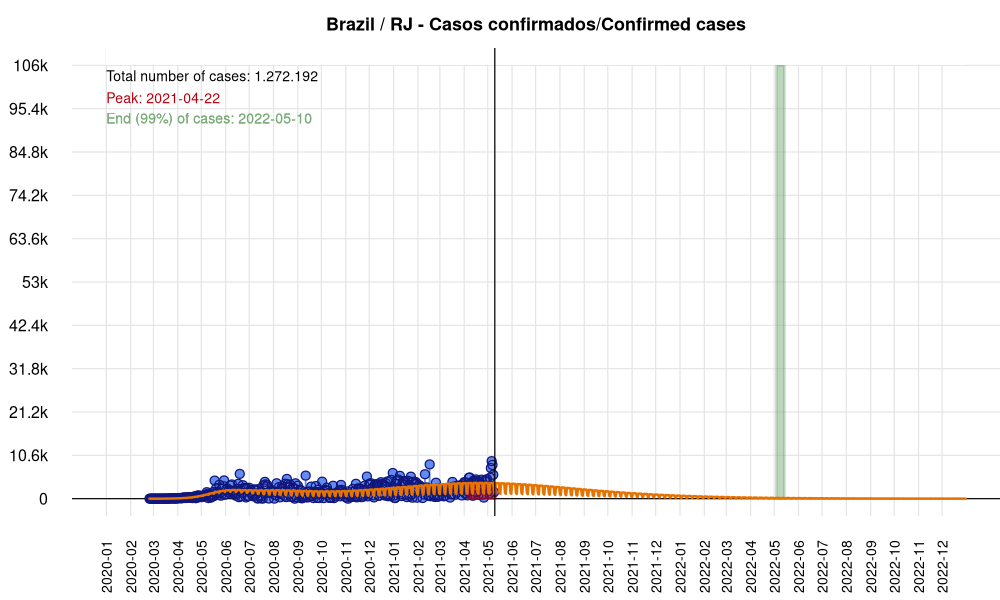 Brazil / RJ - Casos confirmados/Confirmed cases
Total number of cases: 1.272.192
Peak: 2021-04-22
End (99%) of cases: 2022-05-10
106k
95.4k
84.8k
74.2k
63.6k
53k
42.4k
31.8k
21.2k
10.6k
0
2020-01
2020-02
2020-03
2020-04
2020-05
2020-06
2020-07
2020-08
2020-09
2020-10
2020-11
2020-12
2021-01
2021-02
2021-03
2021-04
2021-05
2021-06
2021-07
2021-08
2021-09
2021-10
2021-11
2021-12
2022-01
2022-02
2022-03
2022-04
2022-05
2022-06
2022-07
2022-08
2022-09
2022-10
2022-11
2022-12